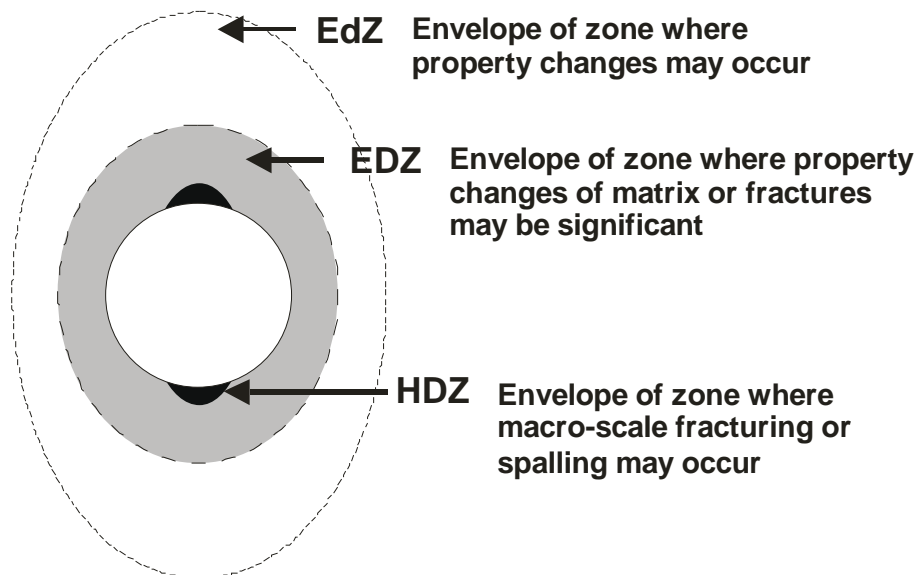 EdZ Envelope of zone where
property changes may occur
EDZ Envelope of zone where property
changes of matrix or fractures
may be significant
HDZ Envelope of zone where
macro-scale fracturing or
spalling may occur